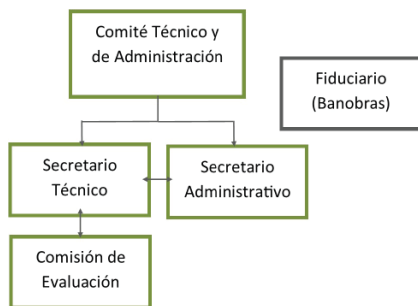 Comité Técnico y
de Administración
Fiduciario
(Banobras)
Secretario
Técnico
Secretario
Administrativo
Comisión de
Evaluación